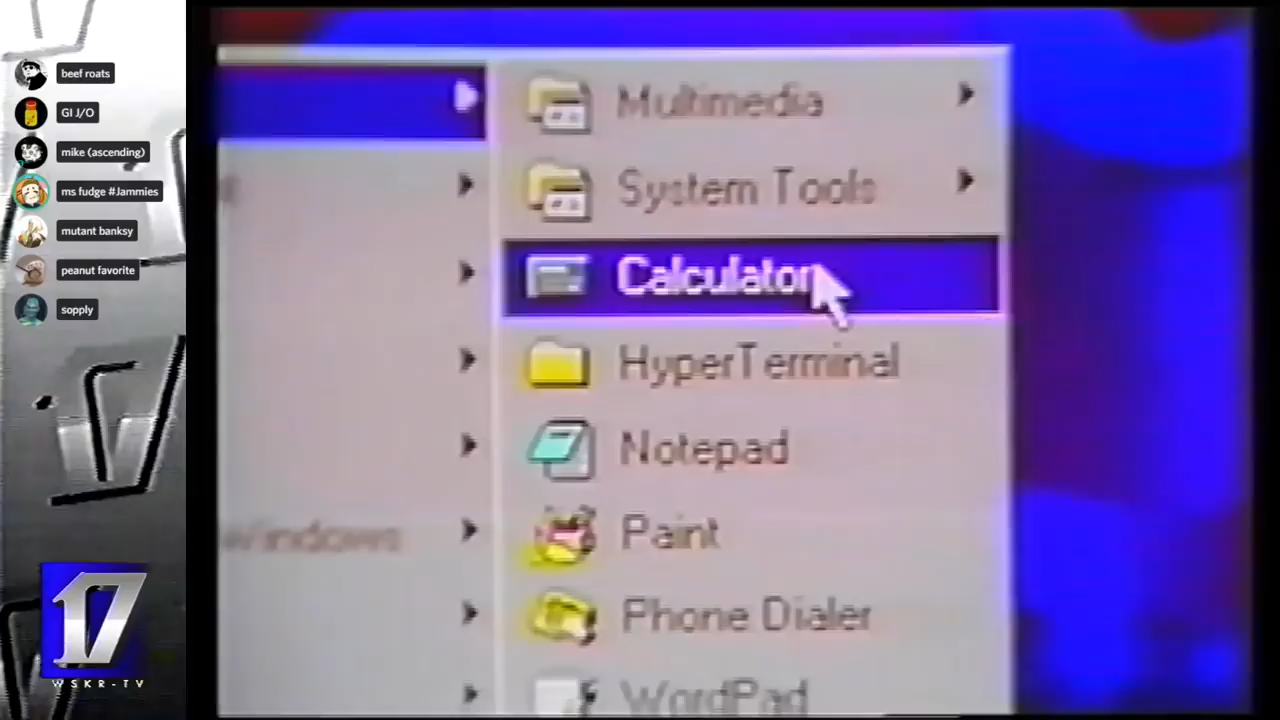 beef roats
GI J/O
mike (ascending)
ms fudge #Jammies
mutant banksy
peanut favorite
sopply
17
WSKR-TV
Multimedia
System Tools
Calculator
HyperTerminal
Notepad
Paint
Phone Dialer
WordPad
Windows